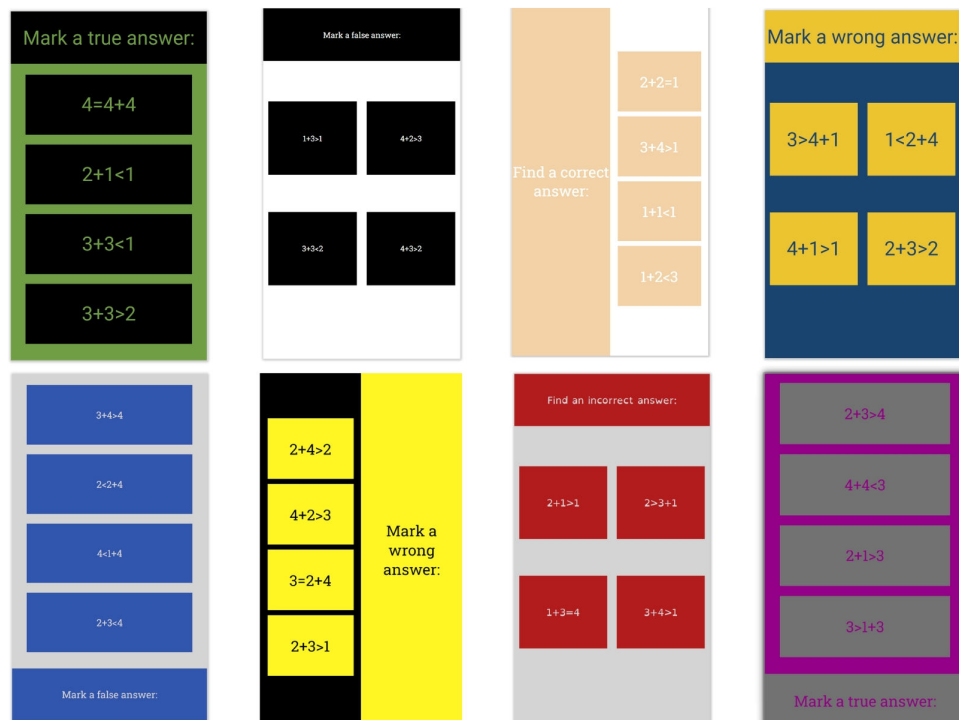 Mark a true answer:
4=4+4
2+1<1
3+3<1
3+3>2
Mark a false answer:
1+3>1
4+2>3
3+3<2
4+3>2
Find a correct
answer:
2+2=1
3+4>1
1+1<1
1+2<3
Mark a wrong answer:
3>4+1
1<2+4
4+1>1
2+3>2
3+4>4
2<2+4
4<1+4
2+3<4
Mark a false answer:
2+4>2
4+2>3
3=2+4
2+3>1
Mark a
wrong
answer:
Find an incorrect answer:
2+1>1
2>3+1
1+3=4
3+4>1
2+3>4
4+4<3
2+1>3
3>1+3
Mark a true answer: